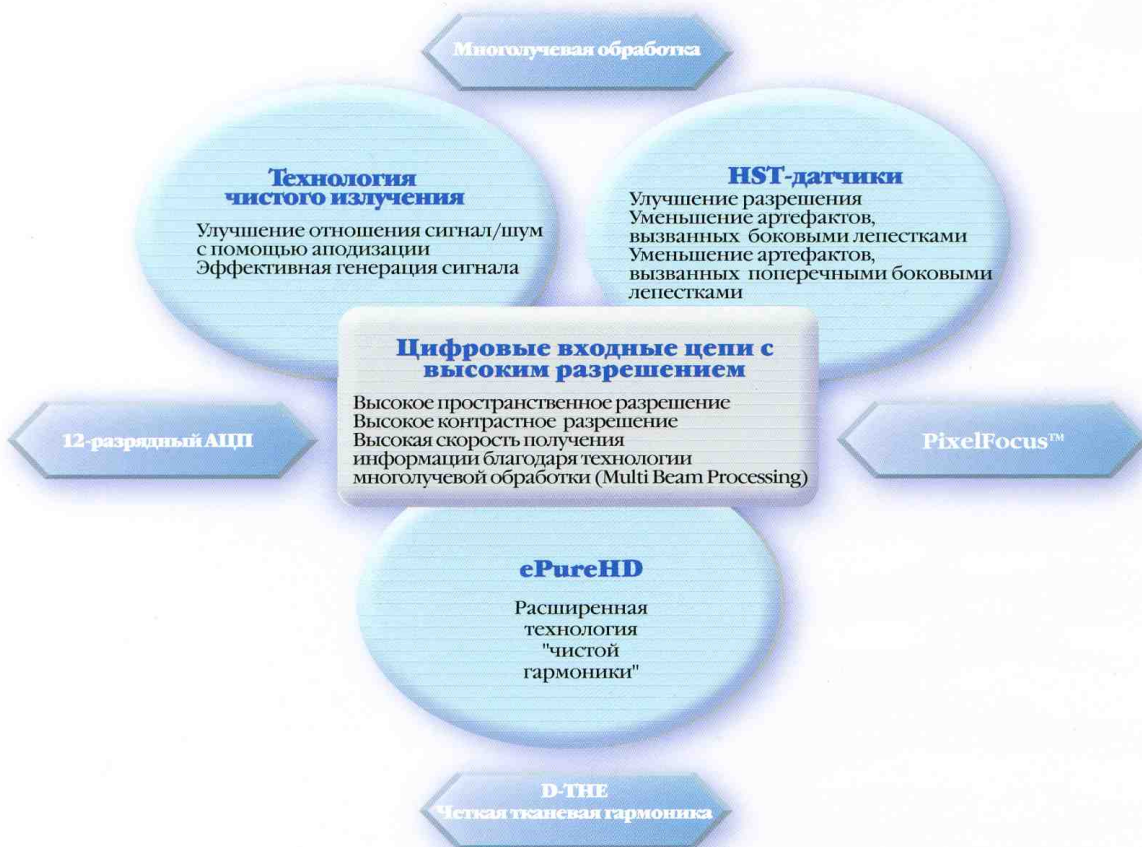 Многолучевая обработка
Технология
чистого излучения
Улучшение отношения сигнал/шум
с помощью аподизации
Эффективная генерация сигнала
HST-датчики
Улучшение разрешения
Уменьшение артефактов,
вызванных боковыми лепестками
Уменьшение артефактов,
вызванных поперечными боковыми
лепестками
Цифровые входные цепи с
высоким разрешением
Высокое пространственное разрешение
Высокое контрастное разрешение
Высокая скорость получения
информации благодаря технологии
многолучевой обработки (Multi Beam Processing)
12-разрядный АЦП
PixelFocus™
ePureHD
Расширенная
технология
"чистой
гармоники"
D-THE
Четкая тканевая гармоника